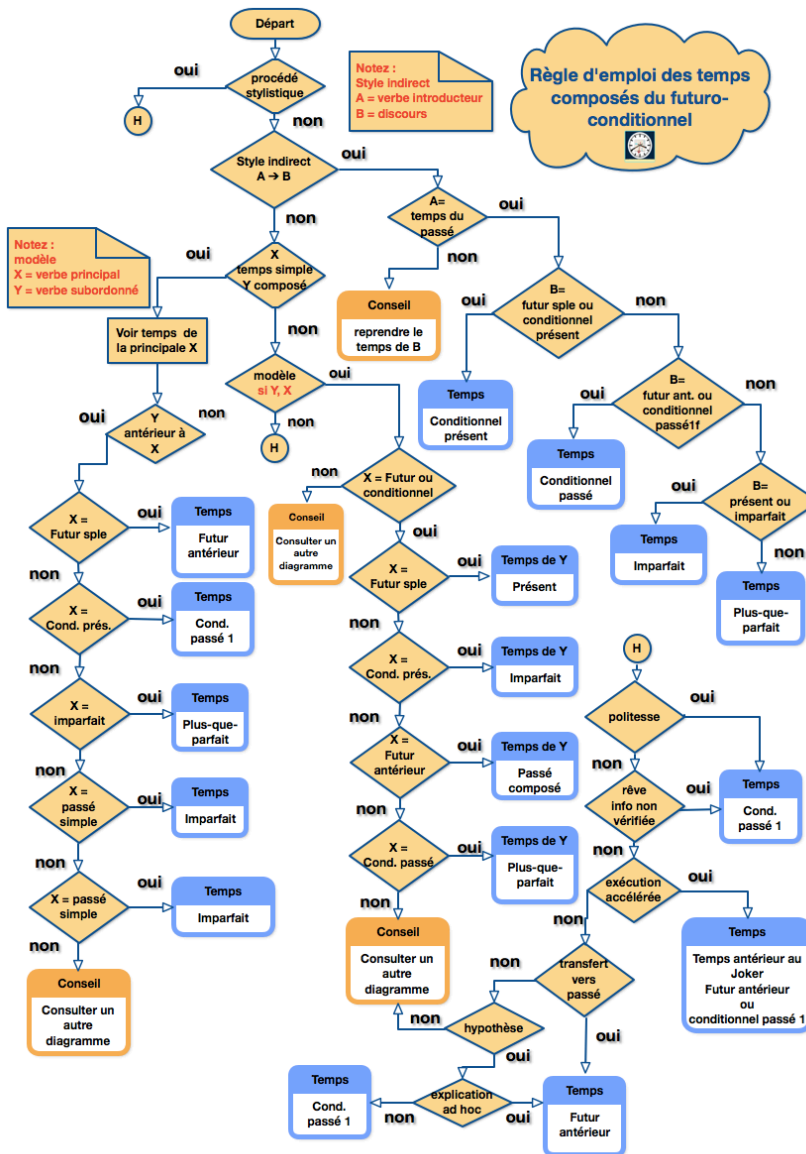 Départ
oui
procédé
stylistique
H
non
Notez :
Style indirect
A = verbe introducteur
B = discours
Règle d'emploi des temps
composés du futuro-
conditionnel
Style indirect
A → B
oui
non
A=
temps du
passé
oui
non
Notez :
modèle
X = verbe principal
Y = verbe subordonné
oui
X
temps simple
Y composé
non
Conseil
reprendre le
temps de B
oui
B=
futur sple ou
conditionnel
présent
non
Voir temps de
la principale X
modèle
si Y, X
oui
non
H
Temps
Conditionnel
présent
oui
B=
futur ant. ou
conditionnel
passé1f
non
oui
Y
antérieur à
X
non
Temps
Conditionnel
passé
oui
B=
présent ou
imparfait
non
Temps
Imparfait
Temps
Plus-que-
parfait
non
X = Futur ou
conditionnel
oui
Conseil
Consulter un
autre
diagramme
X =
Futur sple
oui
Temps
Futur
antérieur
non
X =
Cond. prés.
oui
Temps
Cond.
passé 1
non
X =
imparfait
oui
Temps
Plus-que-
parfait
non
X =
passé
simple
oui
Temps
Imparfait
non
X = passé
simple
oui
Temps
Imparfait
non
Conseil
Consulter un
autre
diagramme
X =
Futur sple
oui
Temps de Y
Présent
non
X =
Cond. prés.
oui
Temps de Y
Imparfait
non
X =
Futur
antérieur
oui
Temps de Y
Passé
composé
non
X =
Cond. passé
oui
Temps de Y
Plus-que-
parfait
non
Conseil
Consulter un
autre
diagramme
H
politesse
oui
non
rêve
info non
vérifiée
oui
Temps
Cond.
passé 1
non
exécution
accélérée
oui
Temps
Temps antérieur au
Joker
Futur antérieur
ou
conditionnel passé 1
non
transfert
vers
passé
non
oui
hypothèse
non
oui
explication
ad hoc
non
oui
Temps
Cond.
passé 1
Temps
Futur
antérieur